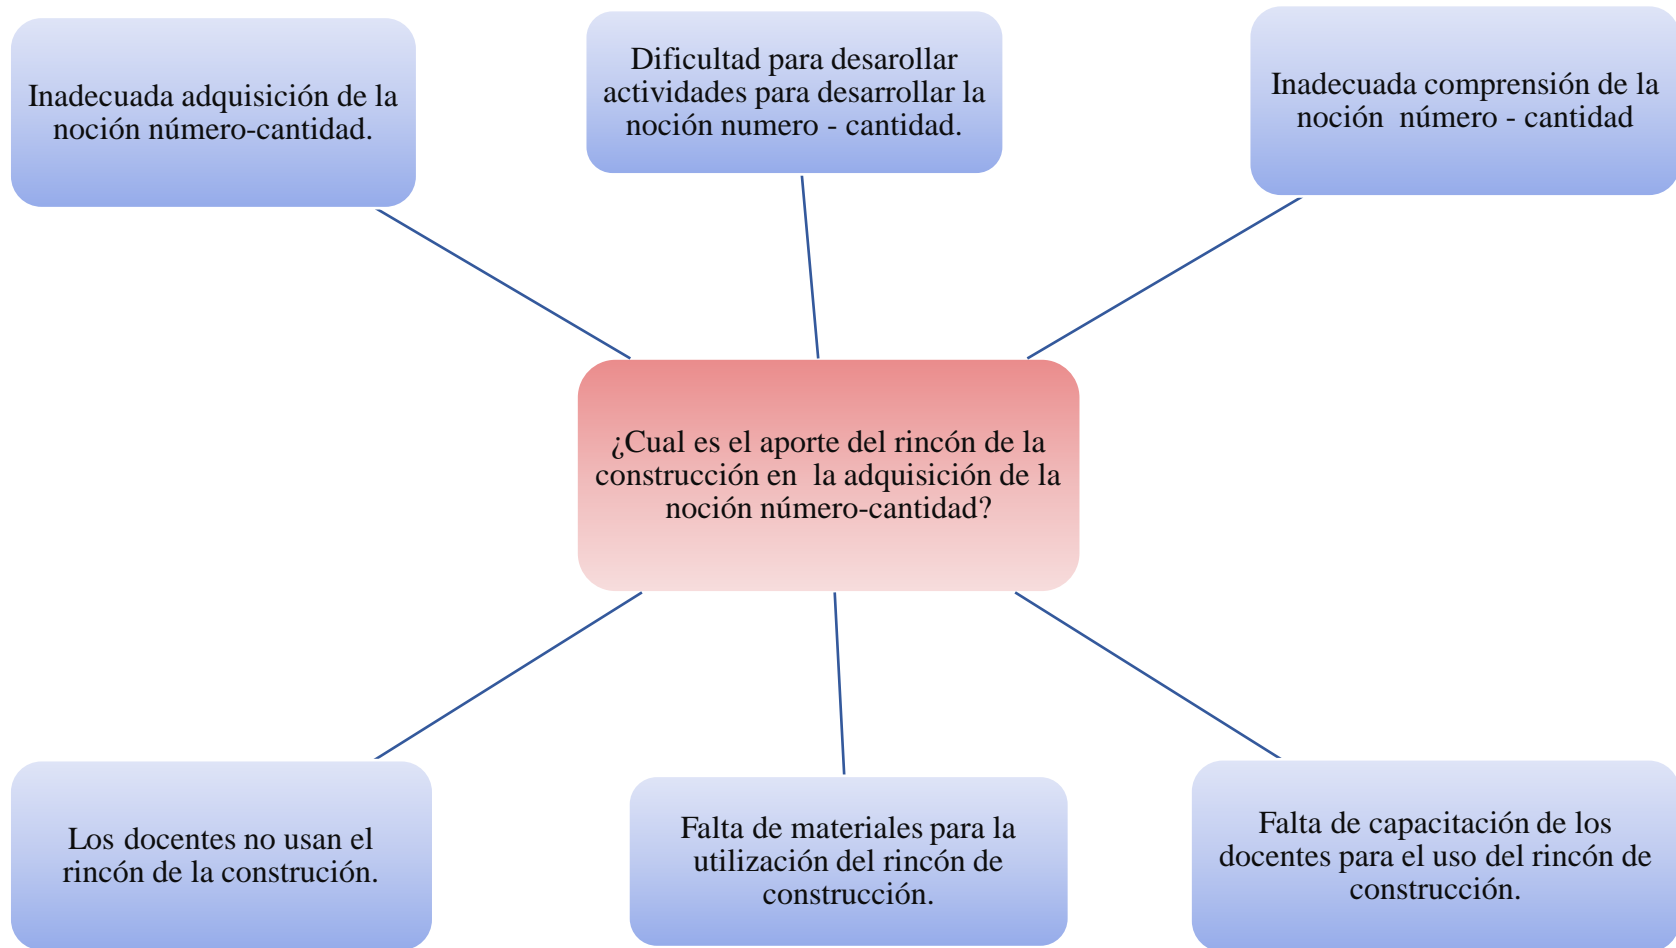 Inadecuada adquisición de la
noción número-cantidad.
Dificultad para desarollar
actividades para desarrollar la
noción numero - cantidad.
Inadecuada comprensión de la
noción número - cantidad
¿Cual es el aporte del rincón de la
construcción en la adquisición de la
noción número-cantidad?
Los docentes no usan el
rincón de la construción.
Falta de materiales para la
utilización del rincón de
construcción.
Falta de capacitación de los
docentes para el uso del rincón de
construcción.